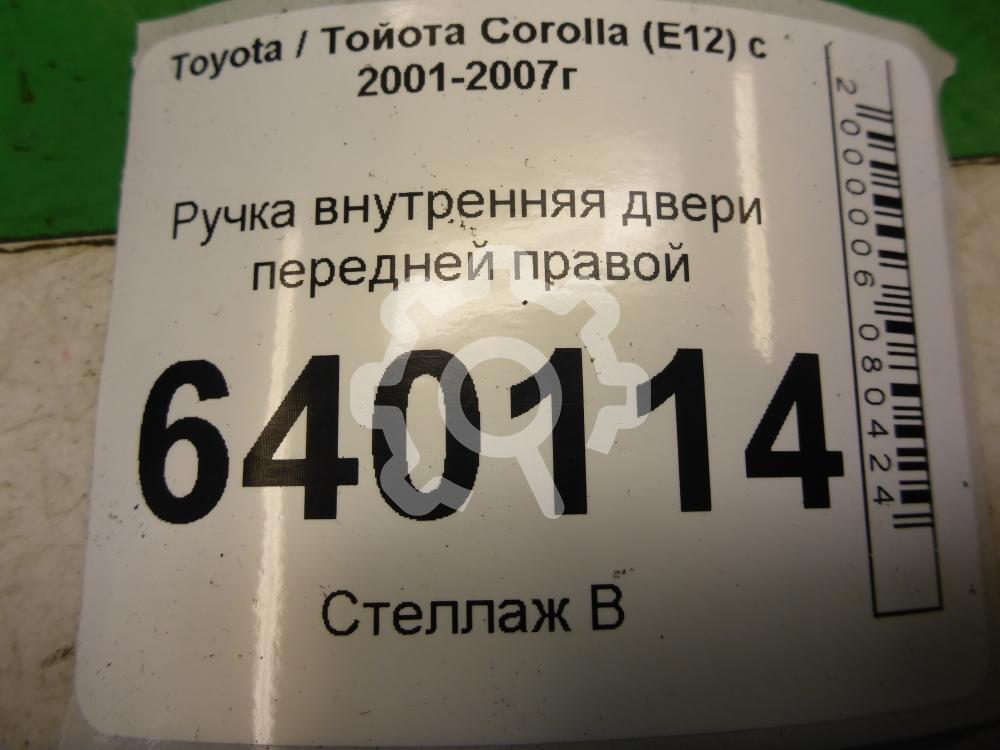 Toyota / Тойота Corolla (E12) с
2001-2007г
Ручка внутренняя двери
передней правой
640114
Стеллаж В
2000006080424